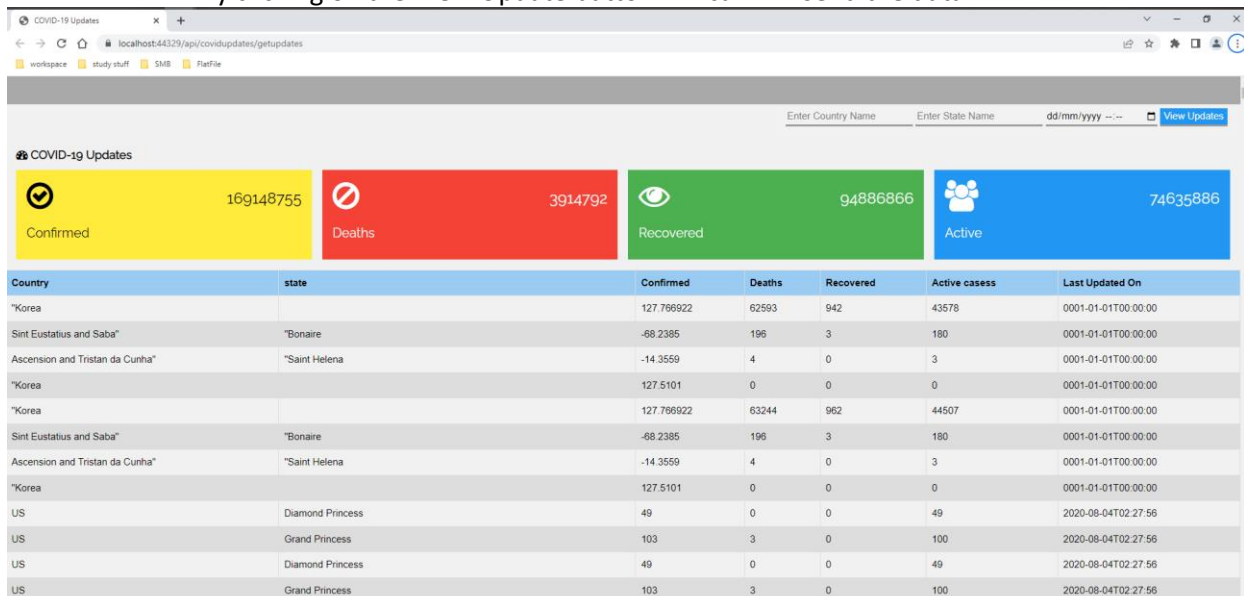 COVID-19 Updates
localhost:44329/api/covidupdates/getupdates
workspace study stuff SMB FlatFile
Enter Country Name Enter State Name dd/mm/yyyy --:-- View Updates
COVID-19 Updates
169148755 3914792 94886866 74635886
Confirmed Deaths Recovered Active
Country state Confirmed Deaths Recovered Active casess Last Updated On
"Korea 127.766922 62593 942 43578 0001-01-01T00:00:00
Sint Eustatius and Saba" "Bonaire -68.2385 196 3 180 0001-01-01T00:00:00
Ascension and Tristan da Cunha" "Saint Helena -14.3559 4 0 3 0001-01-01T00:00:00
"Korea 127.5101 0 0 0 0001-01-01T00:00:00
"Korea 127.766922 63244 962 44507 0001-01-01T00:00:00
Sint Eustatius and Saba" "Bonaire -68.2385 196 3 180 0001-01-01T00:00:00
Ascension and Tristan da Cunha" "Saint Helena -14.3559 4 0 3 0001-01-01T00:00:00
"Korea 127.5101 0 0 0 0001-01-01T00:00:00
US Diamond Princess 49 0 0 49 2020-08-04T02:27:56
US Grand Princess 103 3 0 100 2020-08-04T02:27:56
US Diamond Princess 49 0 0 49 2020-08-04T02:27:56
US Grand Princess 103 3 0 100 2020-08-04T02:27:56